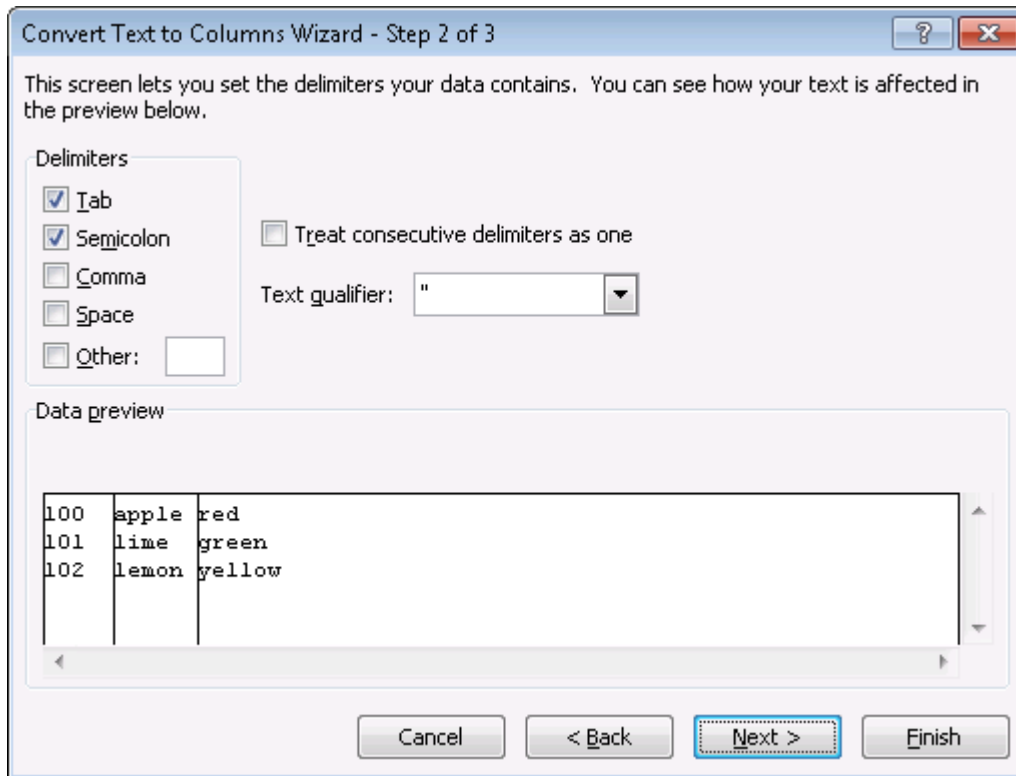 Convert Text to Columns Wizard - Step 2 of 3
?
This screen lets you set the delimiters your data contains.  You can see how your text is affected in
the preview below.
Delimiters
Tab
Semicolon
Comma
Space
Other:
Treat consecutive delimiters as one
Text qualifier: "
Data preview
100 apple red
101 lime green
102 lemon yellow
Cancel
< Back
Next >
Finish